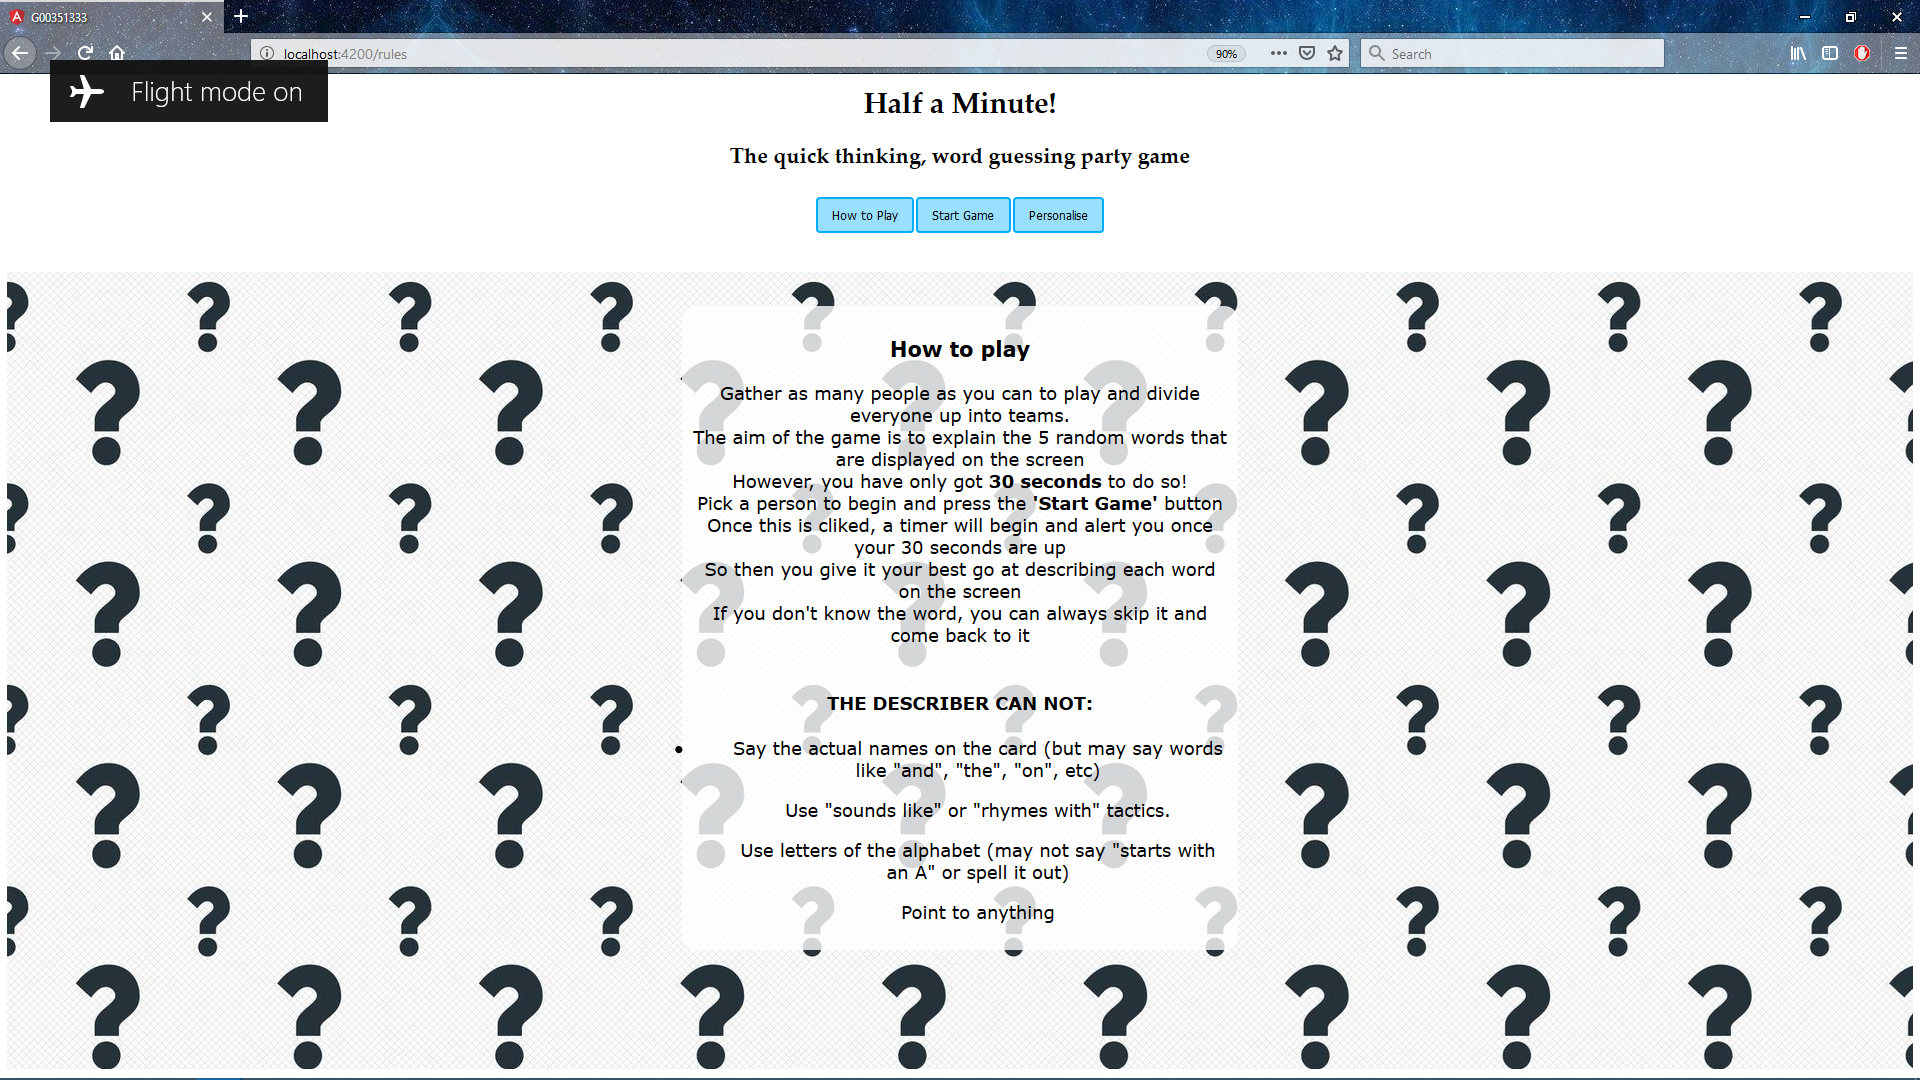 G00351333
localhost:4200/rules
90%
Search
Flight mode on
Half a Minute!
The quick thinking, word guessing party game
How to Play
Start Game
Personalise
How to play
Gather as many people as you can to play and divide
everyone up into teams.
The aim of the game is to explain the 5 random words that
are displayed on the screen
However, you have only got 30 seconds to do so!
Pick a person to begin and press the 'Start Game' button
Once this is cliked, a timer will begin and alert you once
your 30 seconds are up
So then you give it your best go at describing each word
on the screen
If you don't know the word, you can always skip it and
come back to it
THE DESCRIBER CAN NOT:
Say the actual names on the card (but may say words
like "and", "the", "on", etc)
Use "sounds like" or "rhymes with" tactics.
Use letters of the alphabet (may not say "starts with
an A" or spell it out)
Point to anything